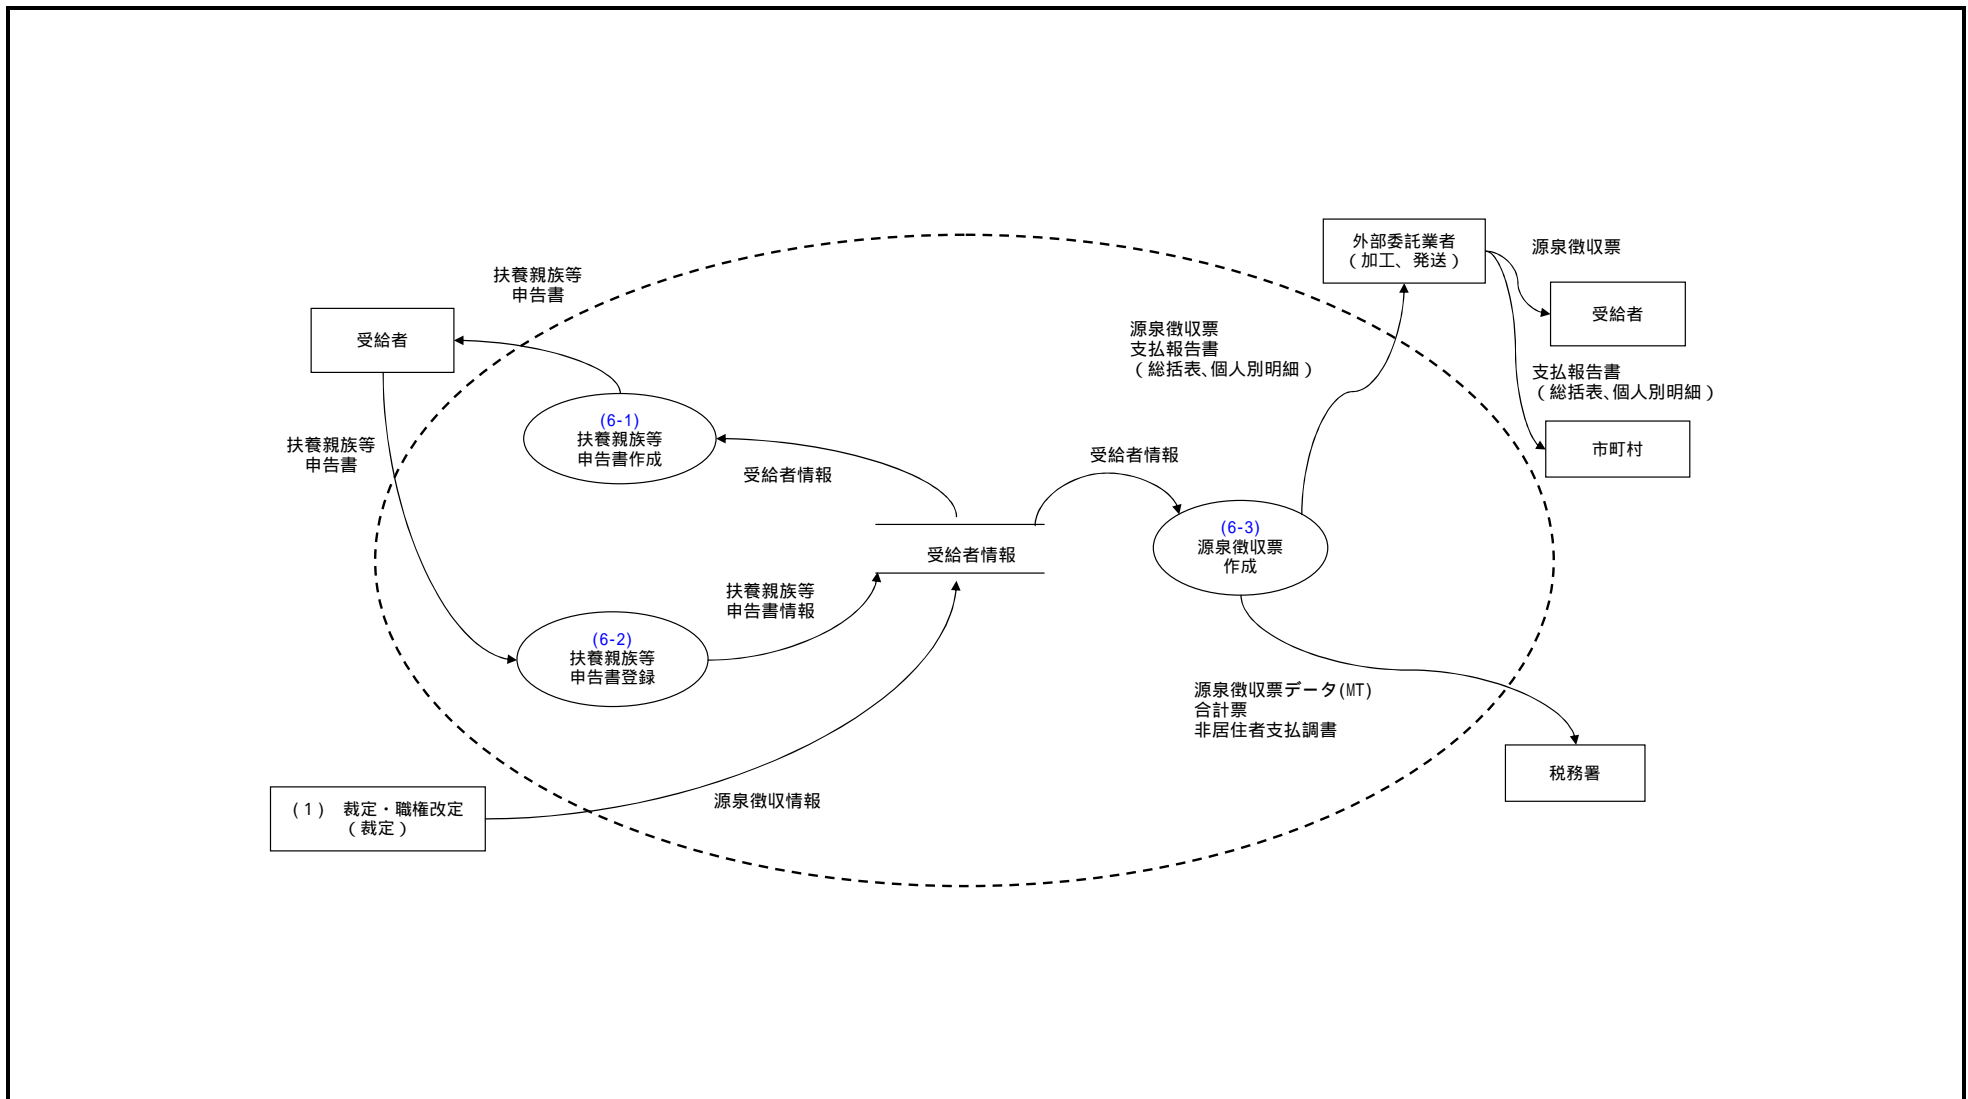 外部委託業者
（加工、発送）
源泉徴収票
受給者
支払報告書
（総括表､個人別明細）
市町村
扶養親族等
申告書
受給者
扶養親族等
申告書
(6-1)
扶養親族等
申告書作成
受給者情報
源泉徴収票
支払報告書
（総括表､個人別明細）
受給者情報
受給者情報
(6-3)
源泉徴収票
作成
(6-2)
扶養親族等
申告書登録
扶養親族等
申告書情報
源泉徴収票データ(MT)
合計票
非居住者支払調書
税務署
(1)　裁定・職権改定
（裁定）
源泉徴収情報